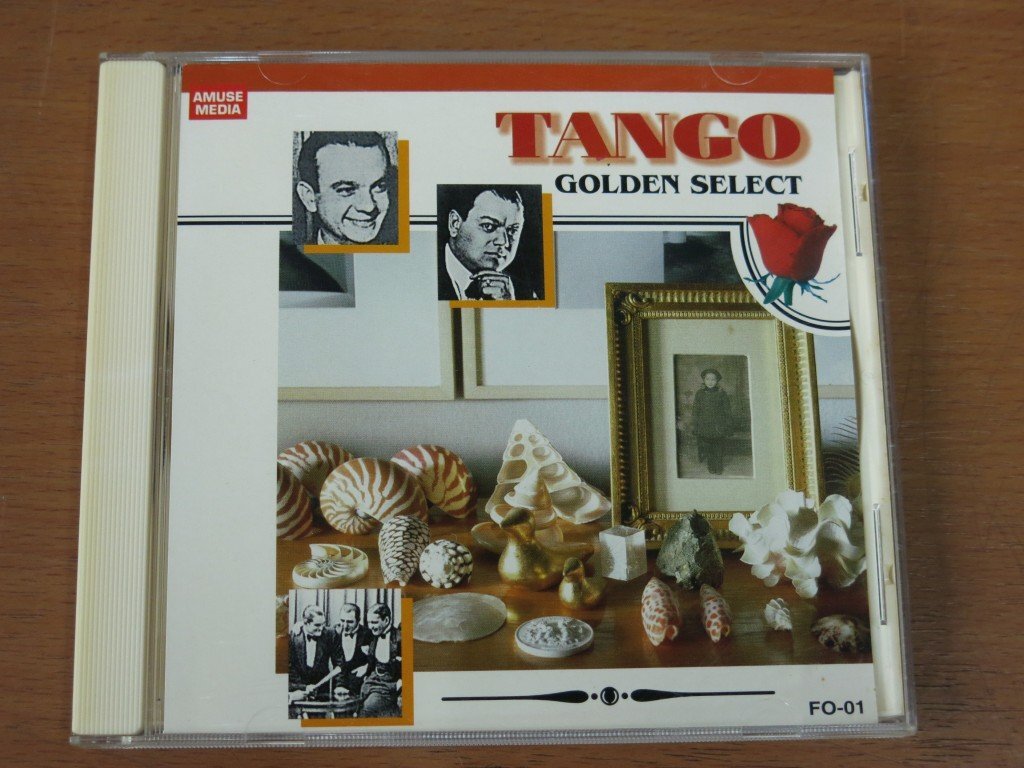 AMUSE
MEDIA
TANGO
GOLDEN SELECT
FO-01